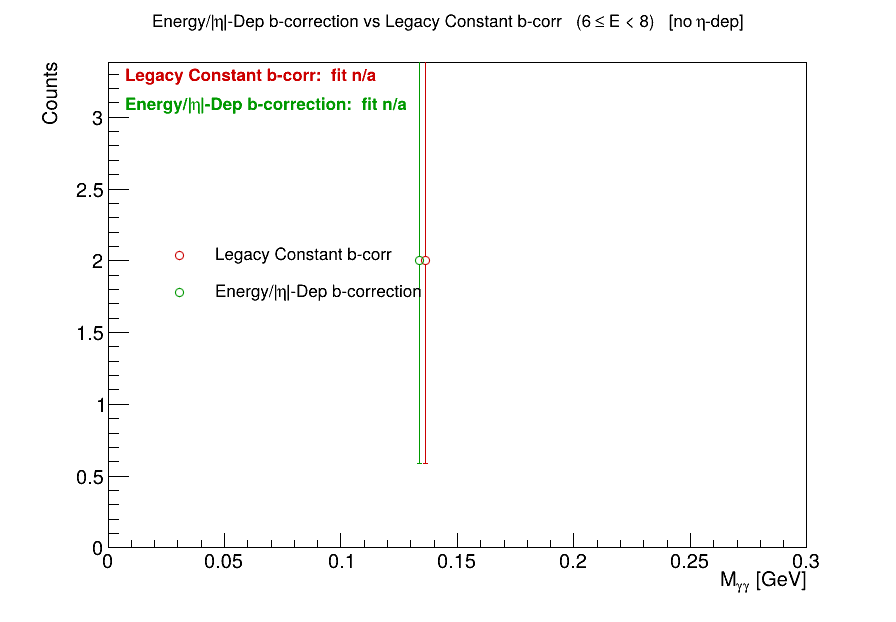 Energy/|η|-Dep b-correction vs Legacy Constant b-corr (6 ≤ E < 8) [no η-dep]
Counts
Legacy Constant b-corr: fit n/a
Energy/|η|-Dep b-correction: fit n/a
3
2.5
2
1.5
1
0.5
0
Legacy Constant b-corr
Energy/|η|-Dep b-correction
0 0.05 0.1 0.15 0.2 0.25 0.3
Mγγ [GeV]